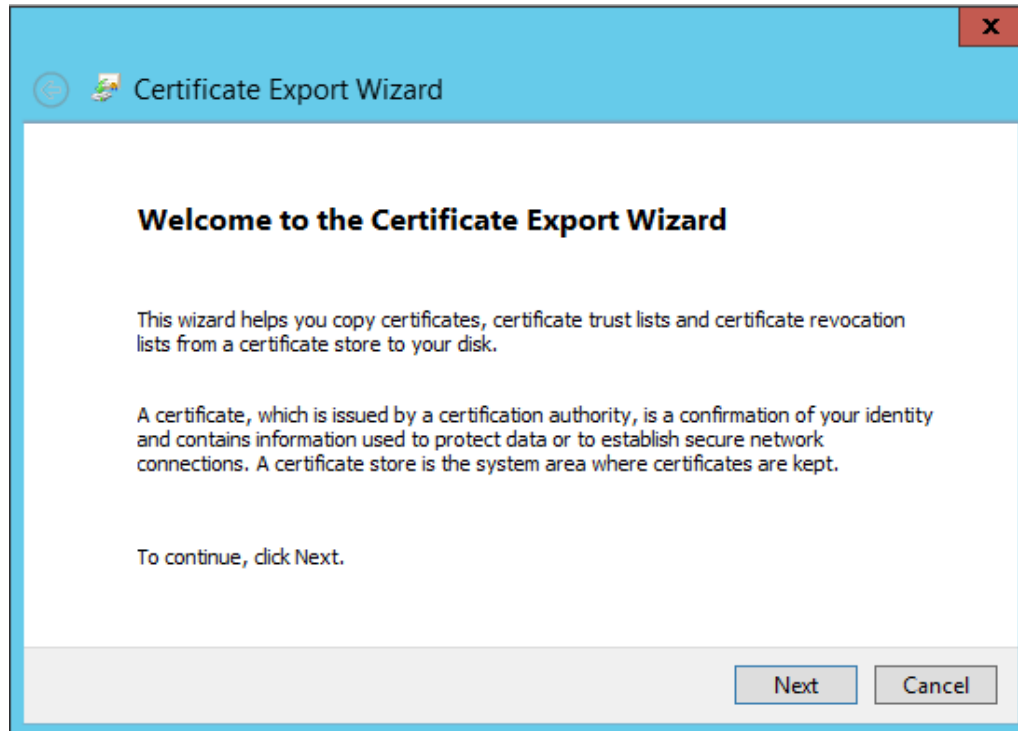 x
Certificate Export Wizard
Welcome to the Certificate Export Wizard
This wizard helps you copy certificates, certificate trust lists and certificate revocation
lists from a certificate store to your disk.
A certificate, which is issued by a certification authority, is a confirmation of your identity
and contains information used to protect data or to establish secure network
connections. A certificate store is the system area where certificates are kept.
To continue, click Next.
Next Cancel